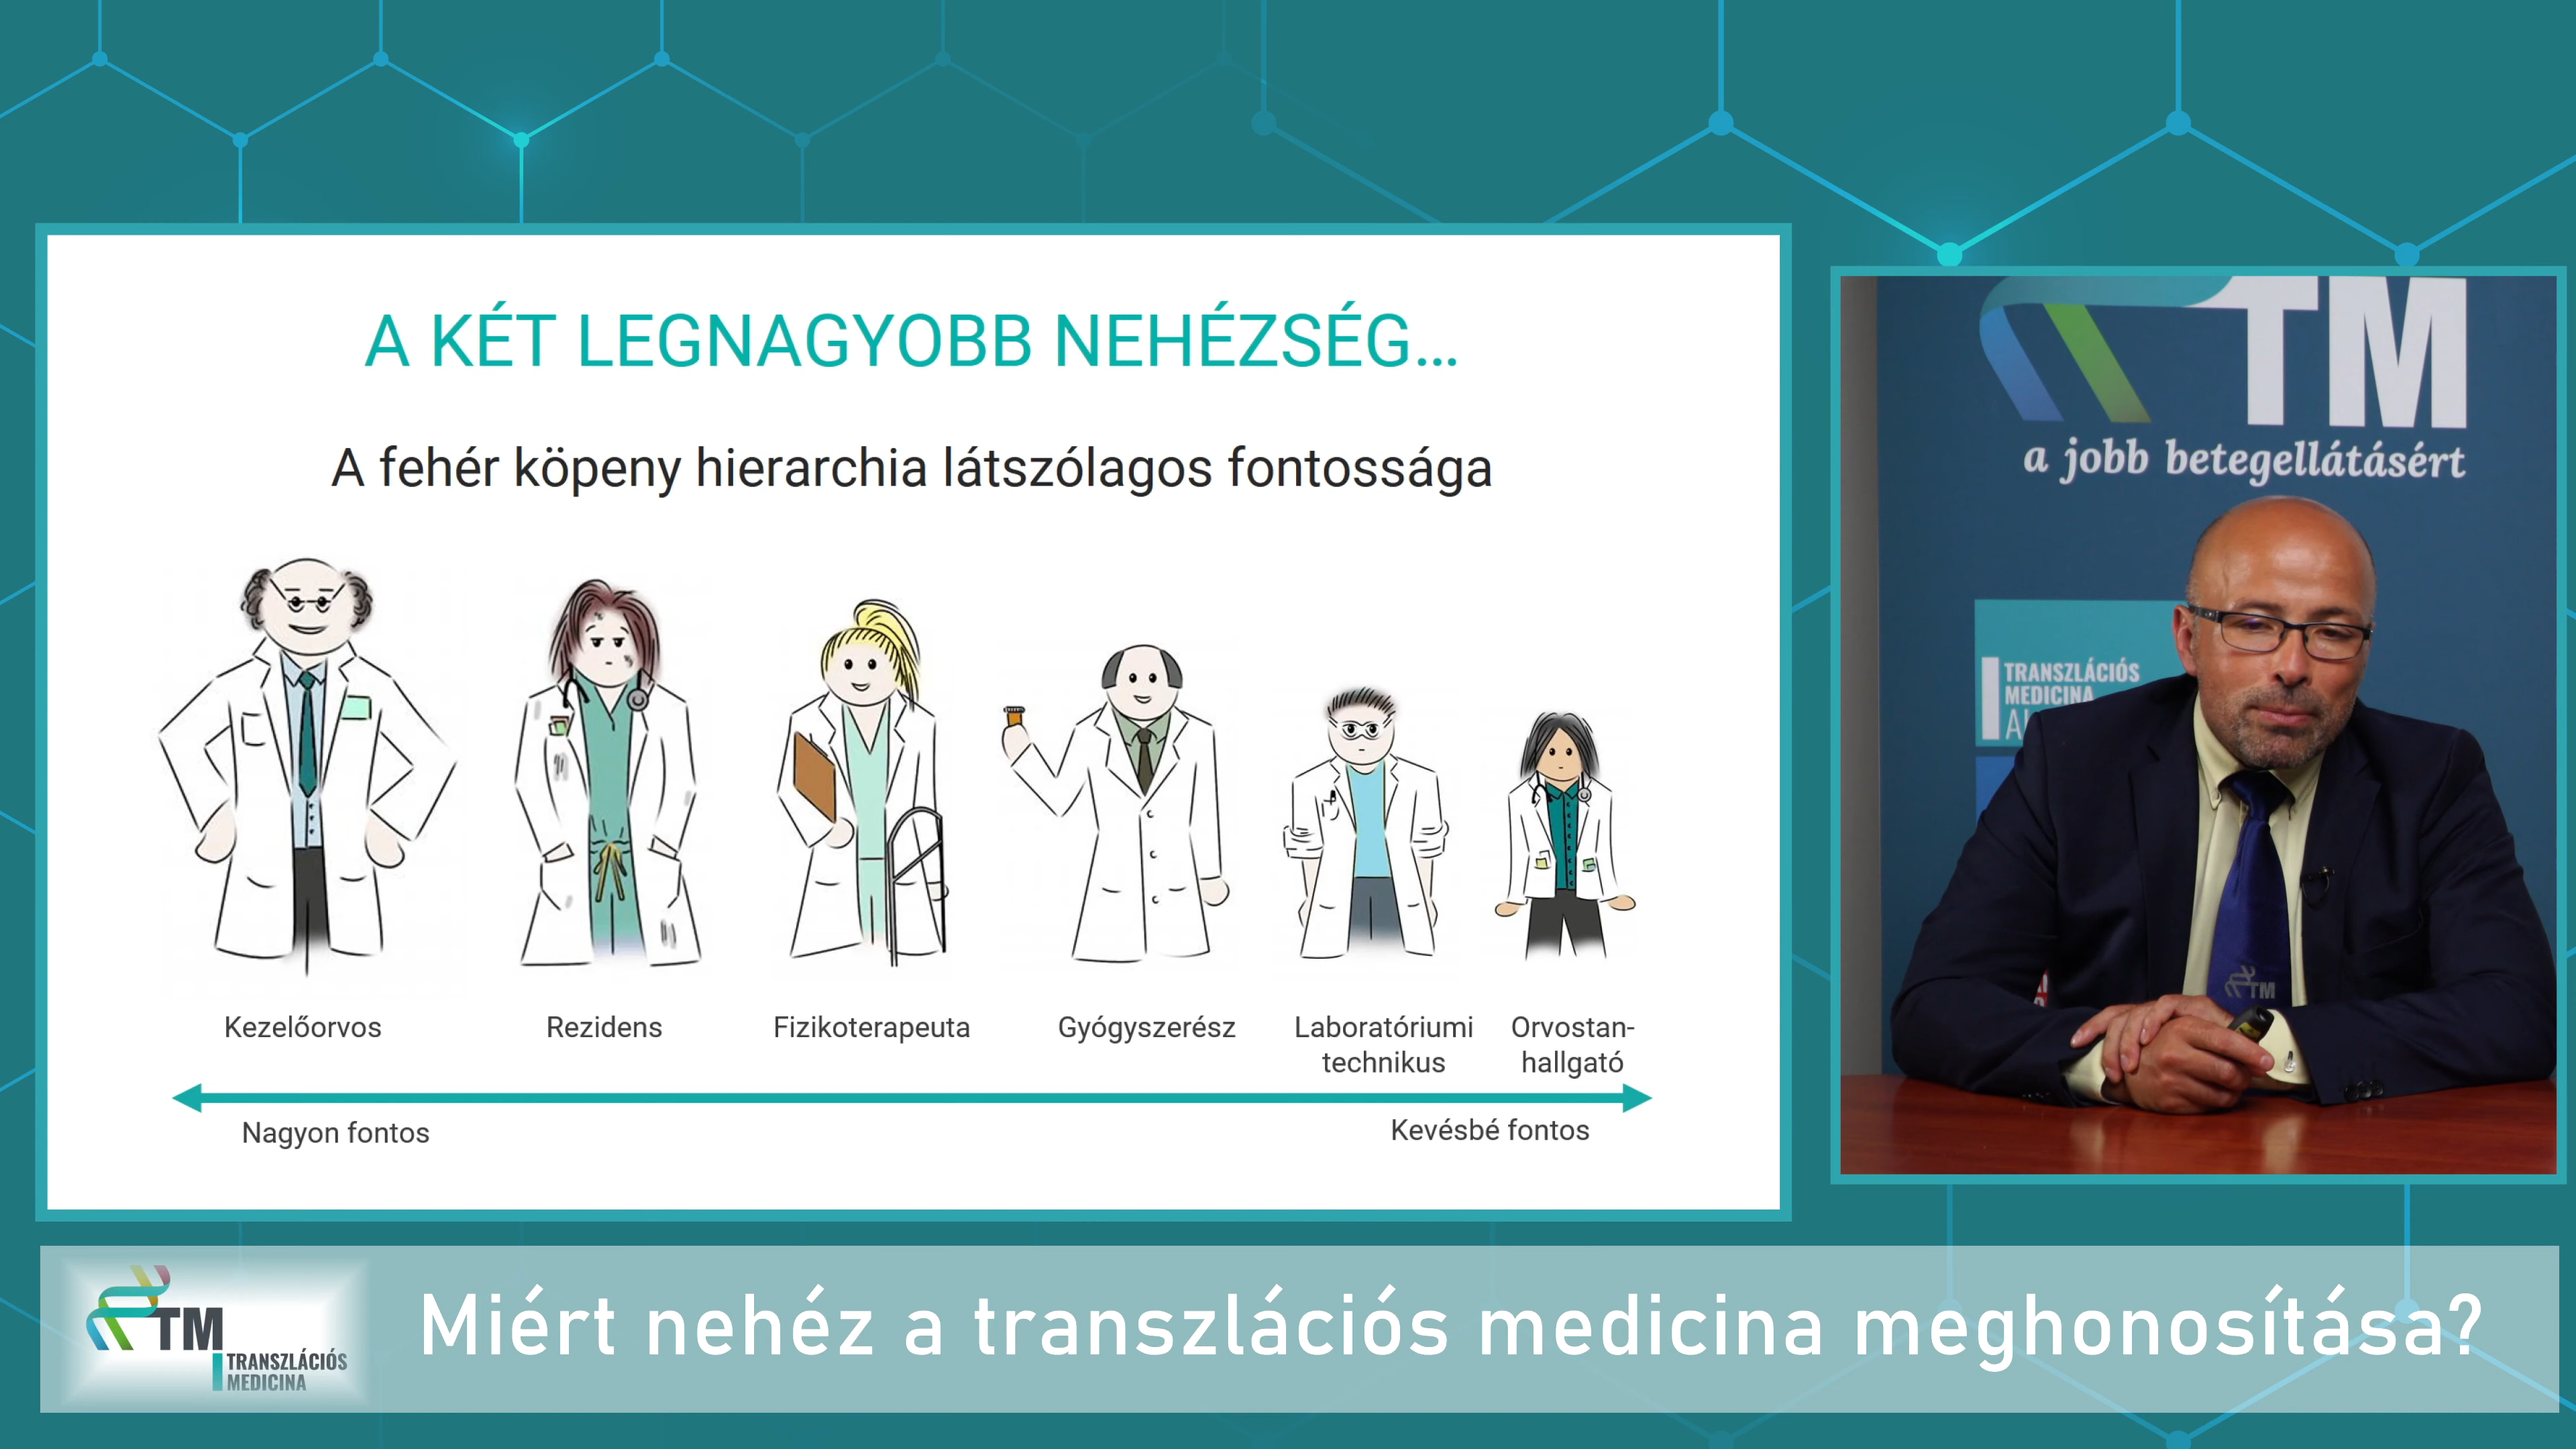 A KÉT LEGNAGYOBB NEHÉZSÉG...
A fehér köpeny hierarchia látszólagos fontossága
Kezelőorvos
Rezidens
Fizikoterapeuta
Gyógyszerész
Laboratóriumi
technikus
Orvostan-
hallgató
Nagyon fontos
Kevésbé fontos
TM
a jobb betegellátásért
TRANSZLÁCIÓS
MEDICINA
TM
TM
TRANSZLÁCIÓS
MEDICINA
Miért nehéz a transzlációs medicina meghonosítása?